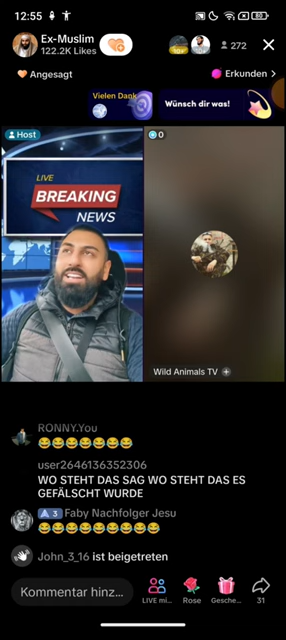 12:55
80
Ex-Muslim
122.2K Likes
272
Angesagt
Erkunden >
Vielen Dank
Wünsch dir was!
Host
0
LIVE
BREAKING
NEWS
Wild Animals TV +
RONNY.You
😂😂😂😂😂😂😂
user2646136352306
WO STEHT DAS SAG WO STEHT DAS ES
GEFÄLSCHT WURDE
3 Faby Nachfolger Jesu
😂😂😂😂😂😂😂😂😂
John_3_16 ist beigetreten
Kommentar hinz...
LIVE mi...
Rose
Gesche...
31